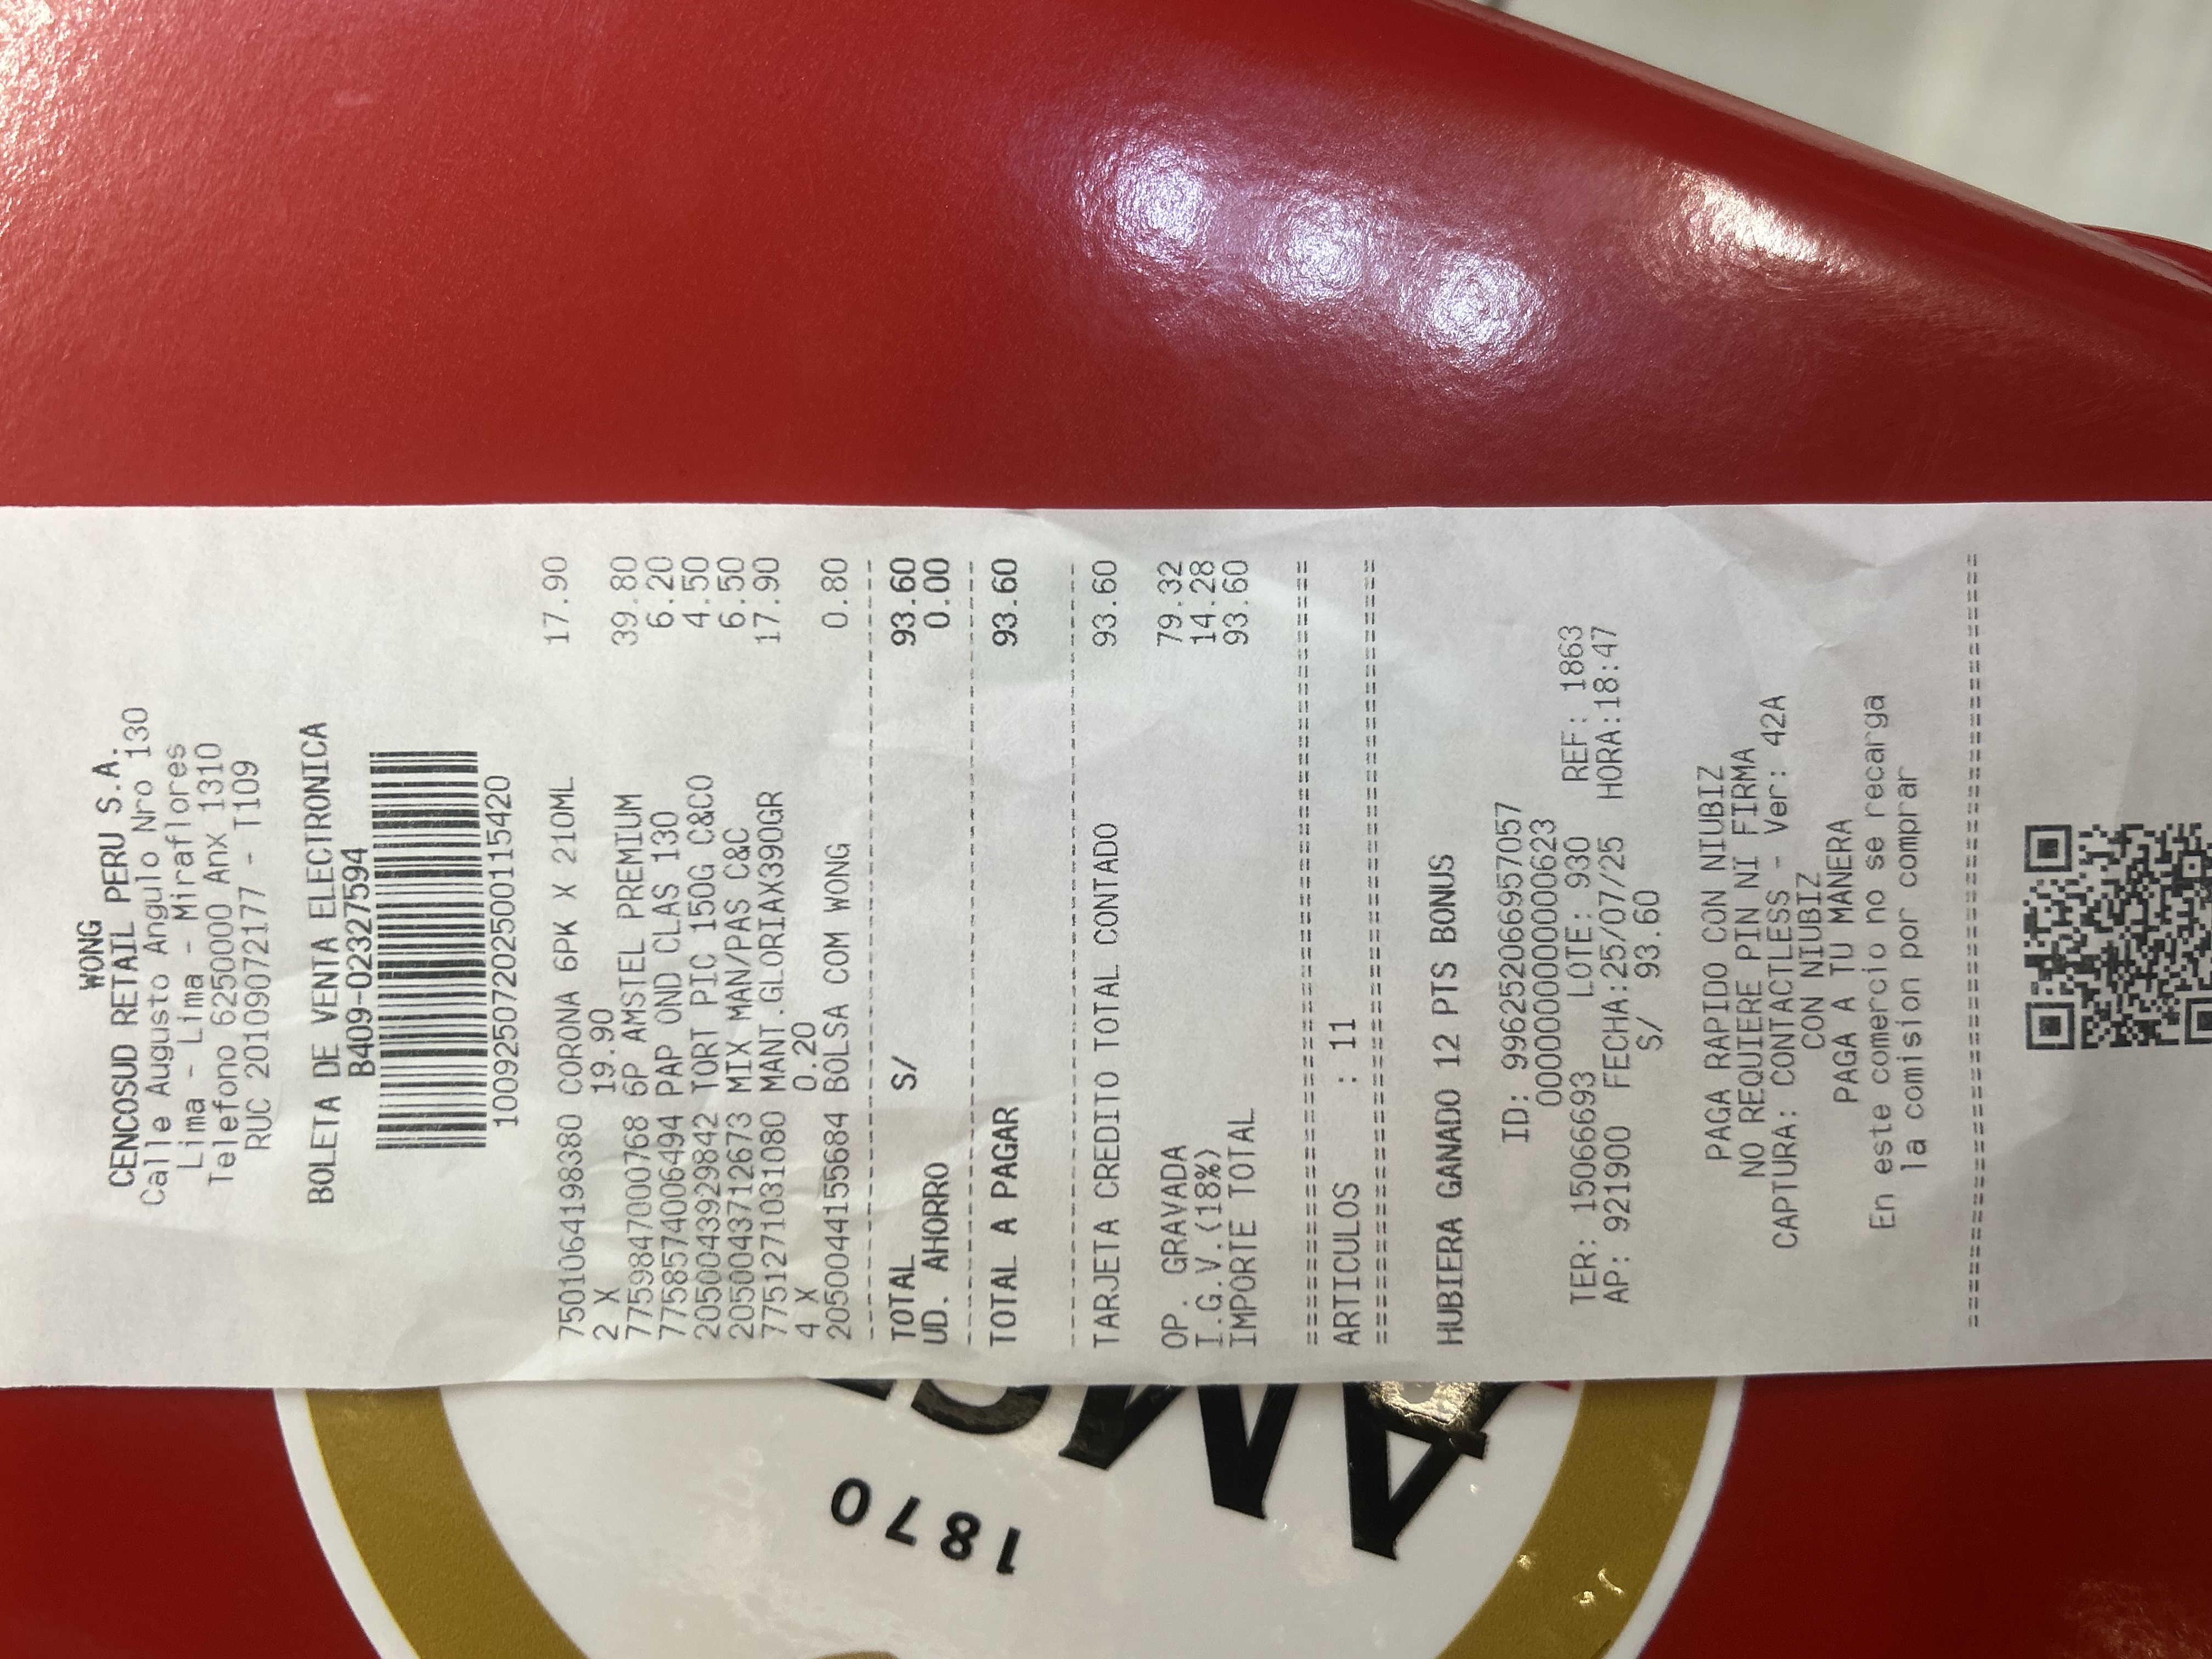 WONG
CENCOSUD RETAIL PERU S.A.
Calle Augusto Angulo Nro 130
Lima - Lima - Miraflores
Telefono 6250000 Anx 1310
RUC 20109072177 - T109
BOLETA DE VENTA ELECTRONICA
B409-02327594
10092507202500115420
7501064198380 CORONA 6PK X 210ML 17.90
2 X 19.90
7759847000768 6P AMSTEL PREMIUM 39.80
7758574006494 PAP OND CLAS 130 6.20
2050043929842 TORT PIC 150G C&CO 4.50
2050043712673 MIX MAN/PAS C&C 6.50
7751271031080 MANT.GLORIAX390GR 17.90
4 X 0.20
2050044155684 BOLSA COM WONG 0.80
TOTAL S/ 93.60
UD. AHORRO 0.00
TOTAL A PAGAR 93.60
TARJETA CREDITO TOTAL CONTADO 93.60
OP. GRAVADA 79.32
I.G.V.(18%) 14.28
IMPORTE TOTAL 93.60
ARTICULOS : 11
HUBIERA GANADO 12 PTS BONUS
ID: 996252066957057
0000000000000623
TER: 15066693 LOTE: 930 REF: 1863
AP: 921900 FECHA:25/07/25 HORA:18:47
S/ 93.60
PAGA RAPIDO CON NIUBIZ
NO REQUIERE PIN NI FIRMA
CAPTURA: CONTACTLESS - Ver: 42A
CON NIUBIZ
PAGA A TU MANERA
En este comercio no se recarga
la comision por comprar
1870